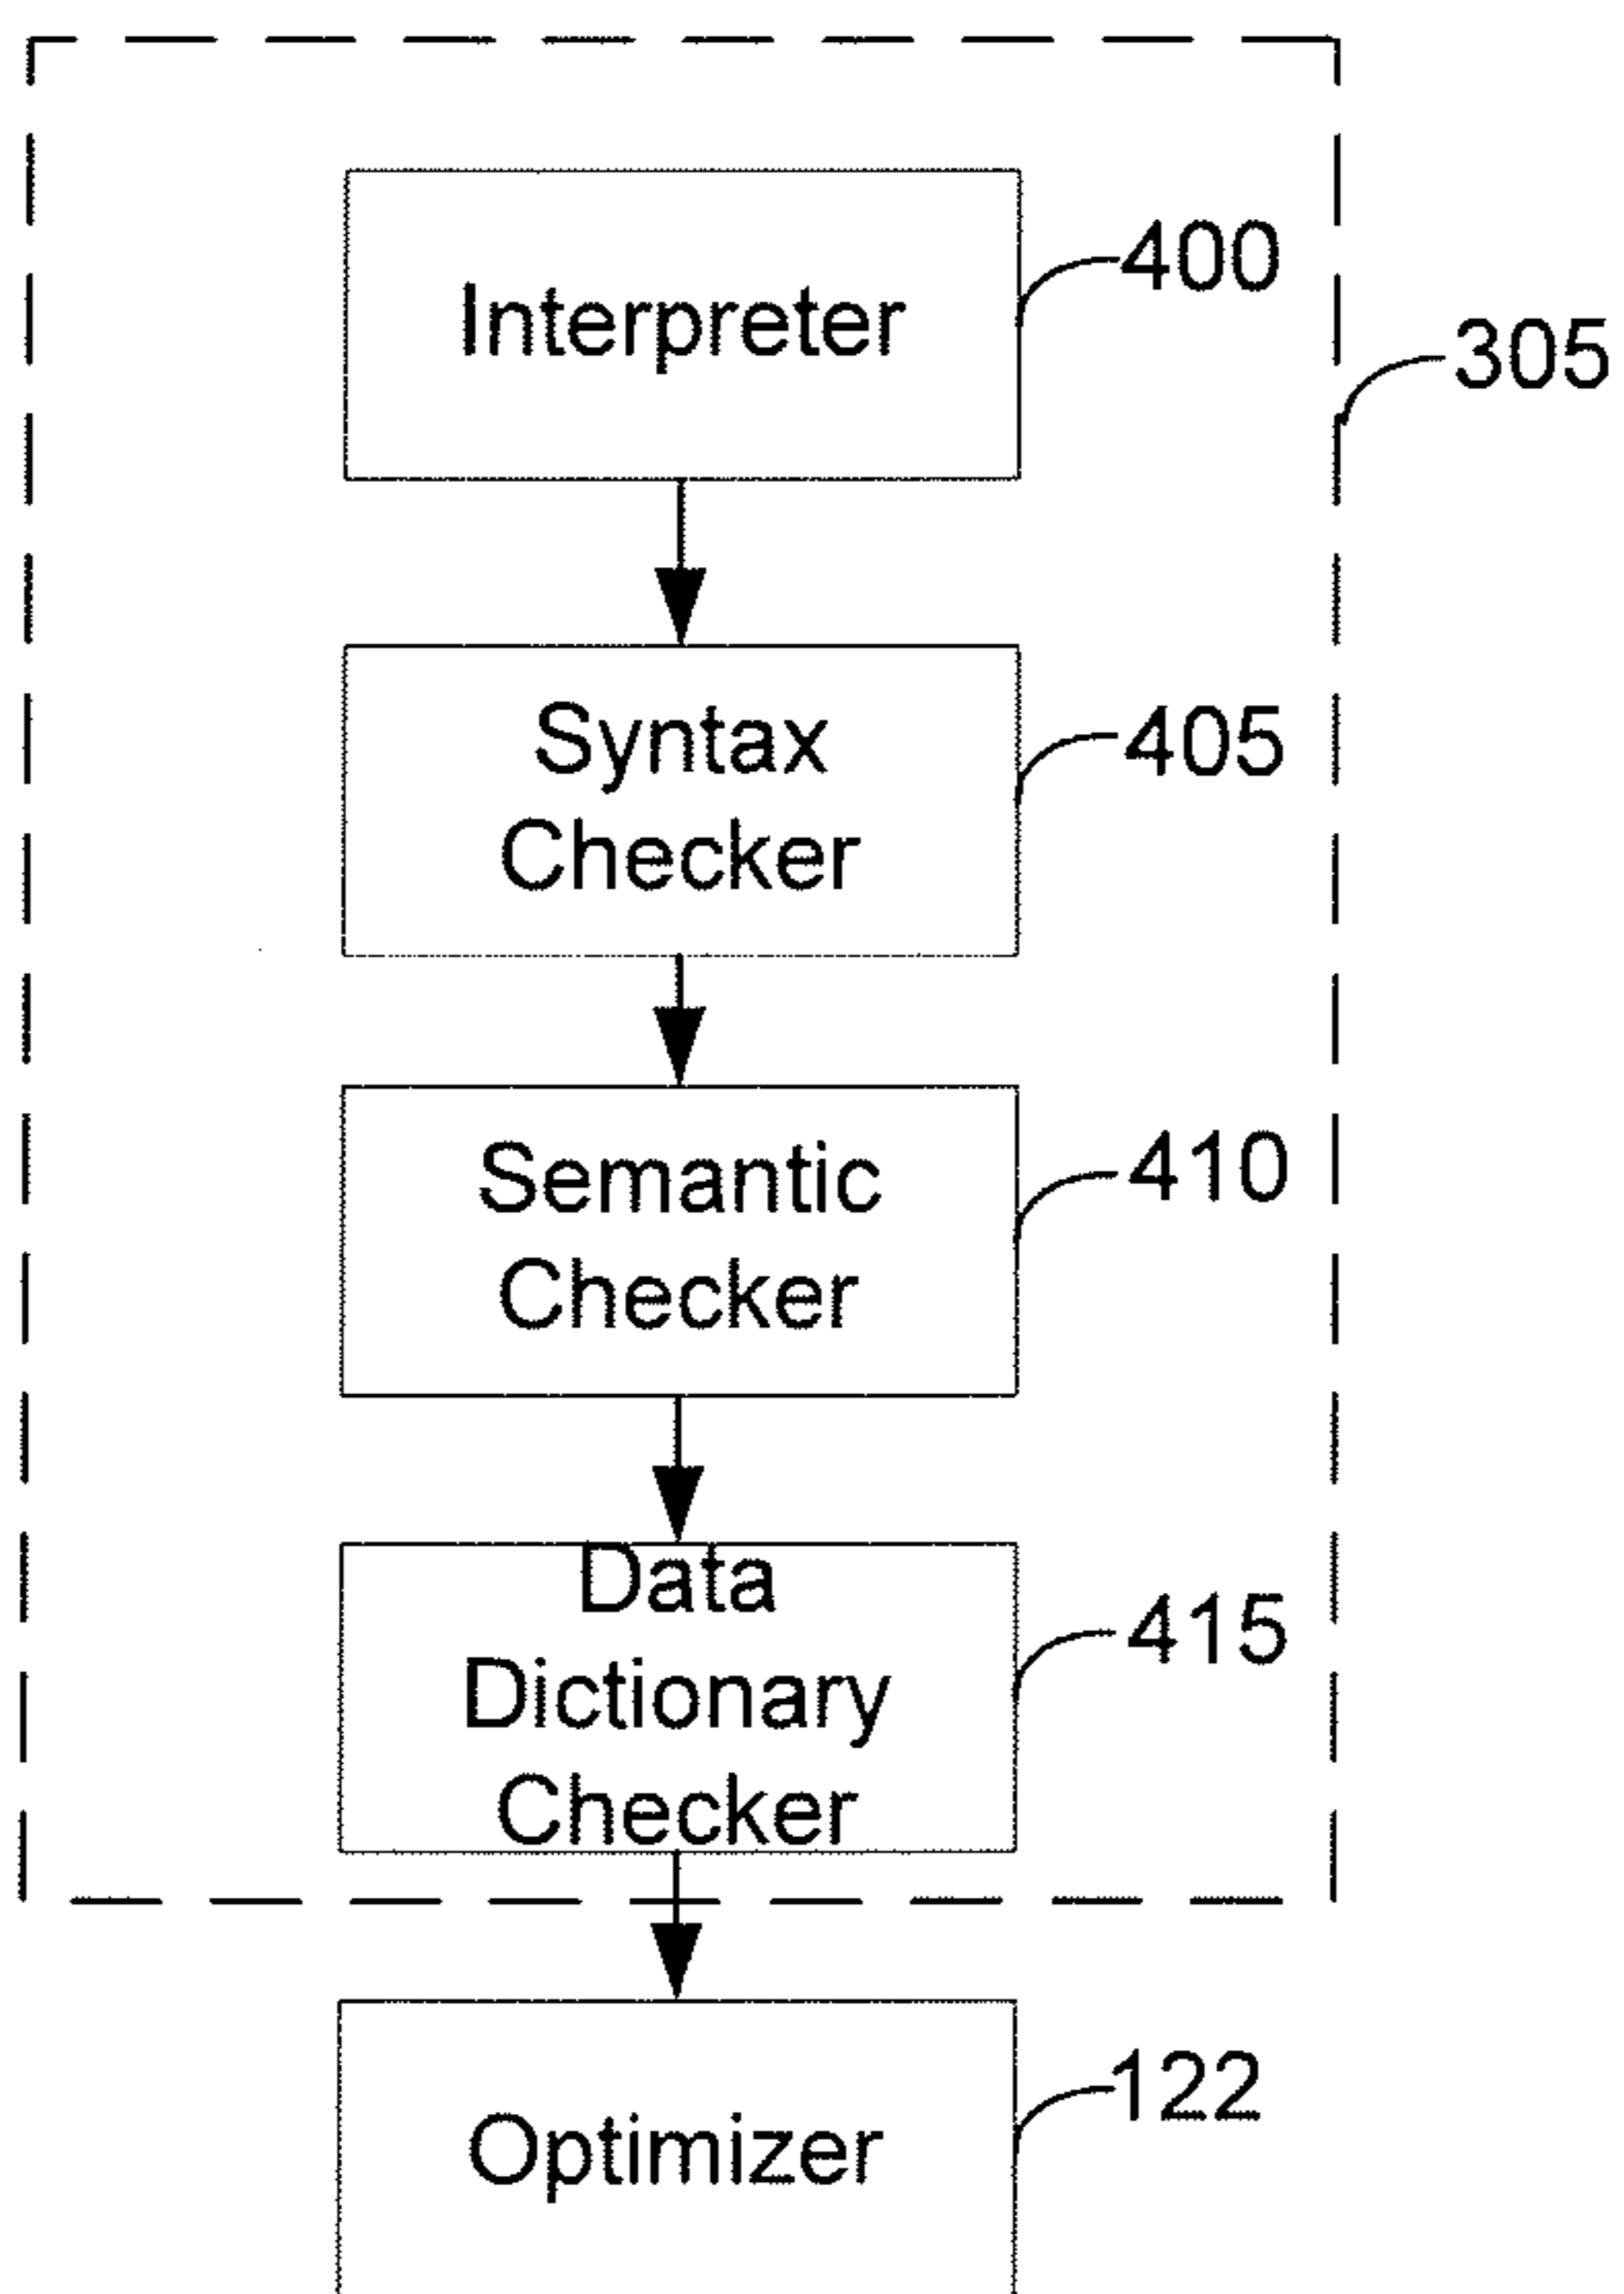 Interpreter
400
305
Syntax
Checker
405
Semantic
Checker
410
Data
Dictionary
Checker
415
Optimizer
122